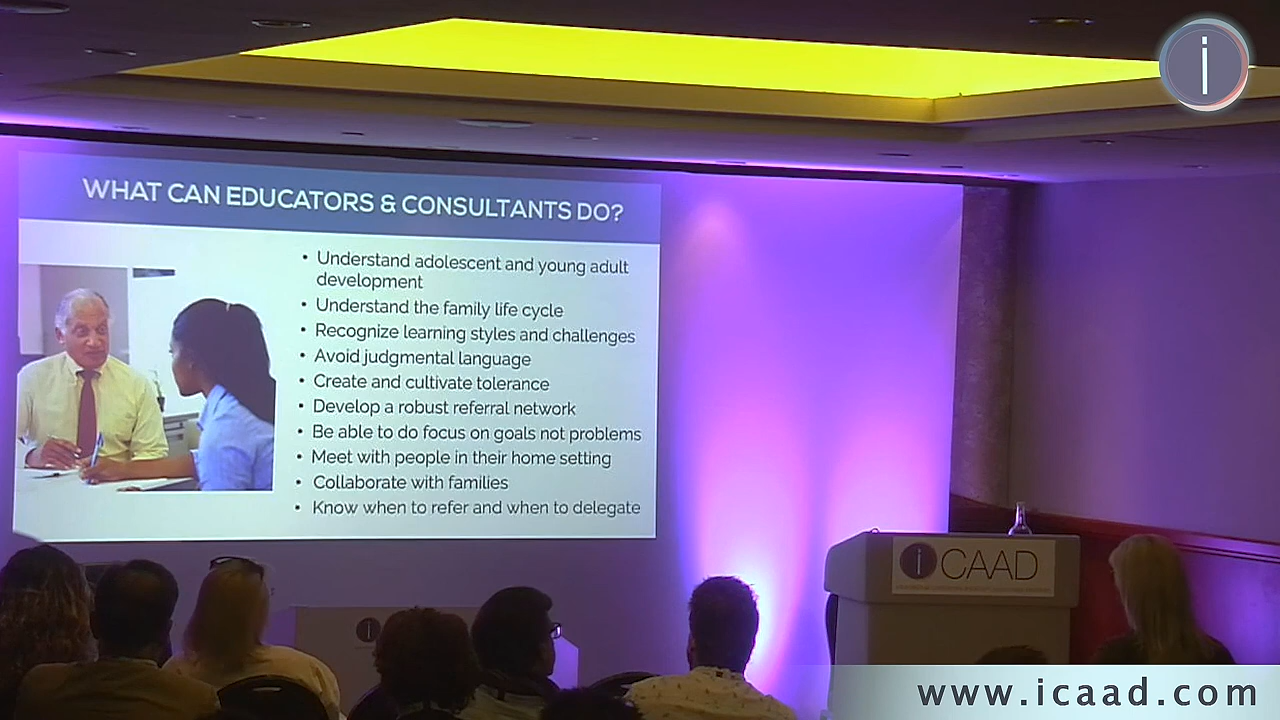 i
WHAT CAN EDUCATORS & CONSULTANTS DO?
• Understand adolescent and young adult
development
• Understand the family life cycle
• Recognize learning styles and challenges
• Avoid judgmental language
• Create and cultivate tolerance
• Develop a robust referral network
• Be able to do focus on goals not problems
• Meet with people in their home setting
• Collaborate with families
• Know when to refer and when to delegate
iCAAD
i
www.icaad.com